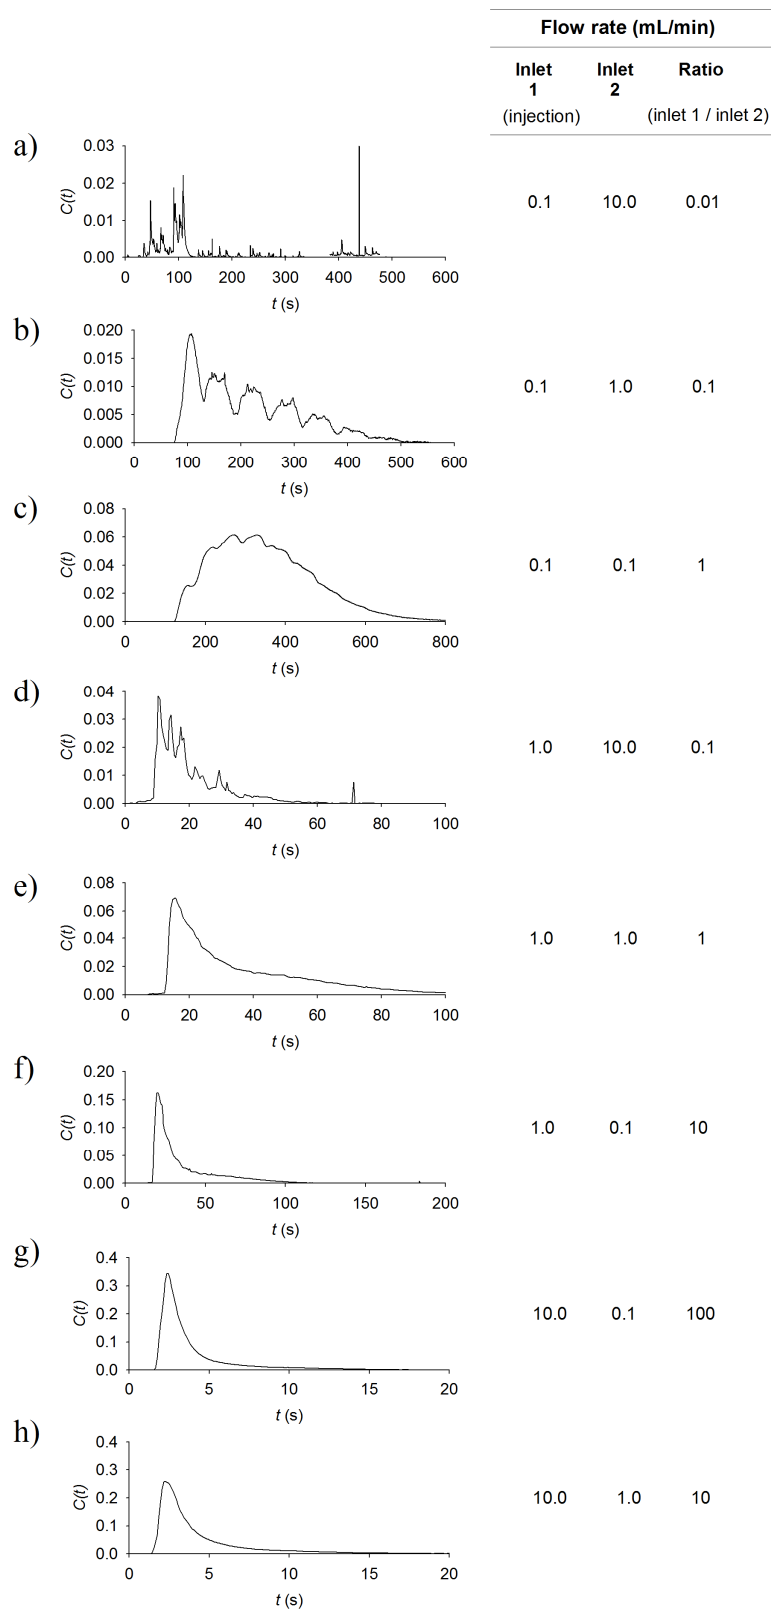 Flow rate (mL/min)
Inlet 1 Inlet 2 Ratio
(injection) (inlet 1 / inlet 2)
a)
C(t)
0.03
0.02
0.01
0.00
0 100 200 300 400 500 600
t (s)
0.1 10.0 0.01
b)
C(t)
0.020
0.015
0.010
0.005
0.000
0 100 200 300 400 500 600
t (s)
0.1 1.0 0.1
c)
C(t)
0.08
0.06
0.04
0.02
0.00
0 200 400 600 800
t (s)
0.1 0.1 1
d)
C(t)
0.04
0.03
0.02
0.01
0.00
0 20 40 60 80 100
t (s)
1.0 10.0 0.1
e)
C(t)
0.08
0.06
0.04
0.02
0.00
0 20 40 60 80 100
t (s)
1.0 1.0 1
f)
C(t)
0.20
0.15
0.10
0.05
0.00
0 50 100 150 200
t (s)
1.0 0.1 10
g)
C(t)
0.4
0.3
0.2
0.1
0.0
0 5 10 15 20
t (s)
10.0 0.1 100
h)
C(t)
0.4
0.3
0.2
0.1
0.0
0 5 10 15 20
t (s)
10.0 1.0 10